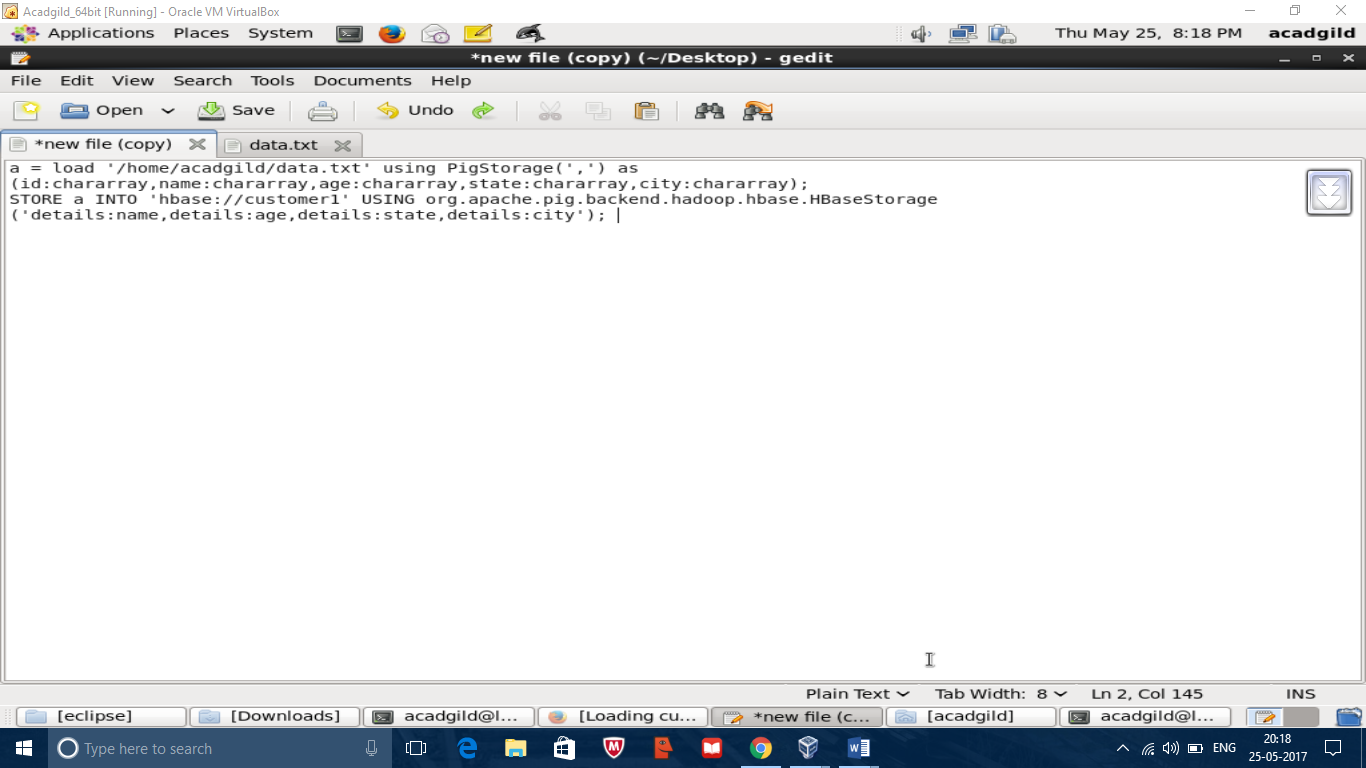 Acadgild_64bit [Running] - Oracle VM VirtualBox
Applications Places System Thu May 25, 8:18 PM acadgild
*new file (copy) (~/Desktop) - gedit
File Edit View Search Tools Documents Help
Open Save Undo
*new file (copy) data.txt
a = load '/home/acadgild/data.txt' using PigStorage(',') as
(id:chararray,name:chararray,age:chararray,state:chararray,city:chararray);
STORE a INTO 'hbase://customer1' USING org.apache.pig.backend.hadoop.hbase.HBaseStorage
('details:name,details:age,details:state,details:city');
Plain Text Tab Width: 8 Ln 2, Col 145 INS
[eclipse] [Downloads] acadgild@l... [Loading cu... *new file (c... [acadgild] acadgild@l...
Type here to search ENG 20:18
25-05-2017